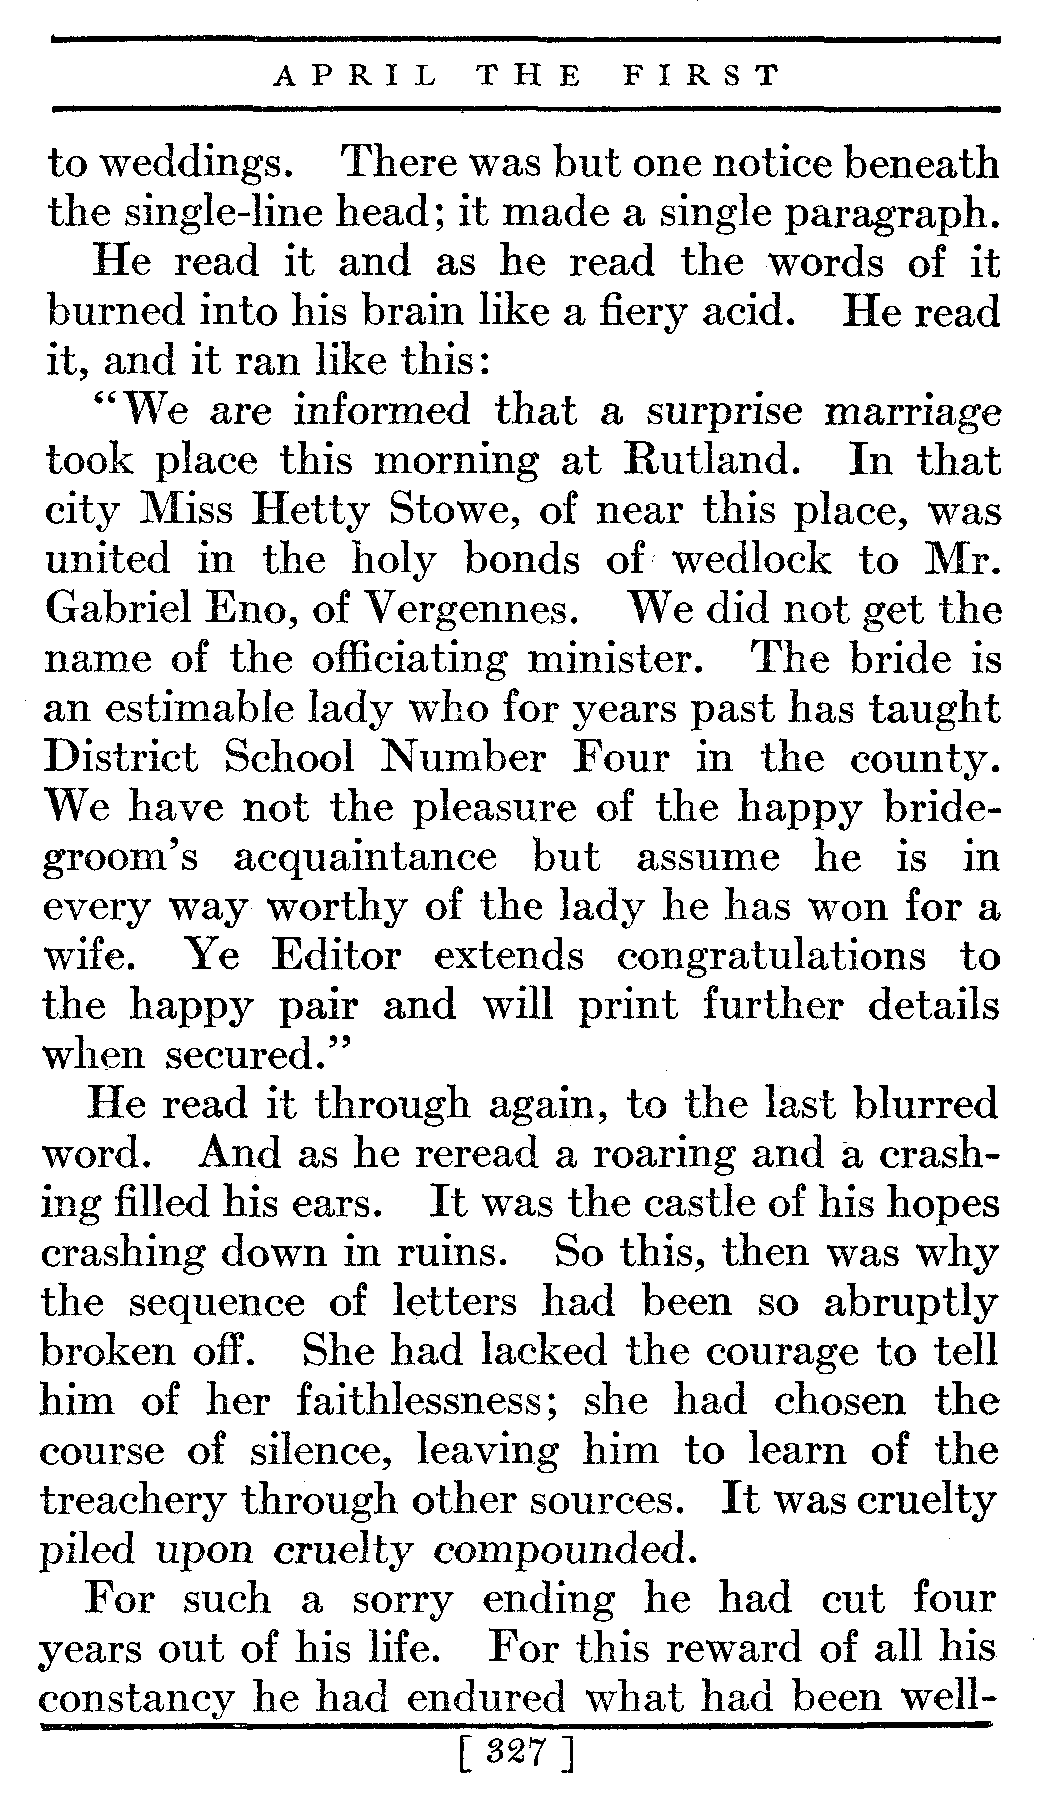 APRIL THE FIRST
to weddings. There was but one notice beneath
the single-line head; it made a single paragraph.
He read it and as he read the words of it
burned into his brain like a fiery acid. He read
it, and it ran like this:
“We are informed that a surprise marriage
took place this morning at Rutland. In that
city Miss Hetty Stowe, of near this place, was
united in the holy bonds of wedlock to Mr.
Gabriel Eno, of Vergennes. We did not get the
name of the officiating minister. The bride is
an estimable lady who for years past has taught
District School Number Four in the county.
We have not the pleasure of the happy bride-
groom’s acquaintance but assume he is in
every way worthy of the lady he has won for a
wife. Ye Editor extends congratulations to
the happy pair and will print further details
when secured.”
He read it through again, to the last blurred
word. And as he reread a roaring and a crash-
ing filled his ears. It was the castle of his hopes
crashing down in ruins. So this, then was why
the sequence of letters had been so abruptly
broken off. She had lacked the courage to tell
him of her faithlessness; she had chosen the
course of silence, leaving him to learn of the
treachery through other sources. It was cruelty
piled upon cruelty compounded.
For such a sorry ending he had cut four
years out of his life. For this reward of all his
constancy he had endured what had been well-
[ 327 ]